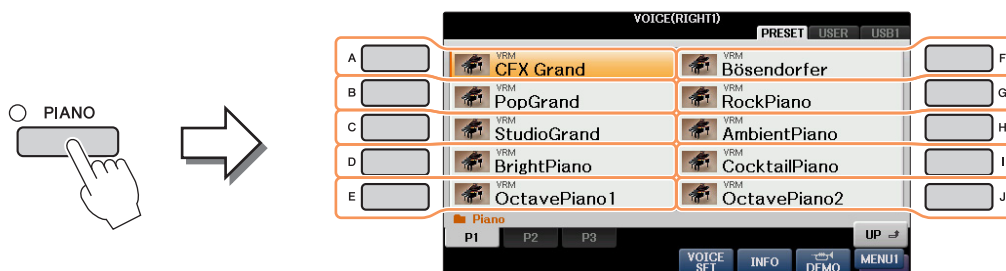 VOICE(RIGHT1)
PRESET USER USB1
A VRM CFX Grand VRM Bösendorfer F
B VRM PopGrand VRM RockPiano G
PIANO
C VRM StudioGrand VRM AmbientPiano H
D VRM BrightPiano VRM CocktailPiano I
E VRM OctavePiano1 VRM OctavePiano2 J
Piano
P1 P2 P3 UP
VOICE SET INFO DEMO MENU1